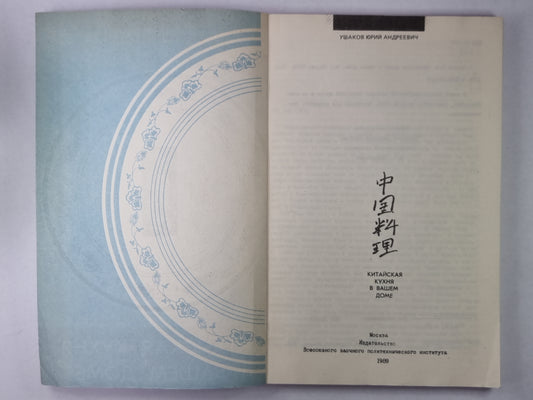 УШАКОВ ЮРИЙ АНДРЕЕВИЧ
中
国
料
理
КИТАЙСКАЯ
КУХНЯ
В ВАШЕМ
ДОМЕ
Москва
Издательство
Всесоюзного заочного политехнического института
1989